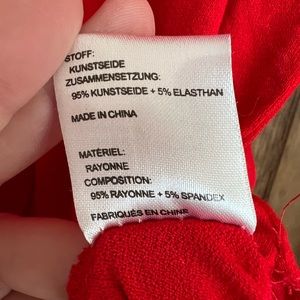 STOFF:
KUNSTSEIDE
ZUSAMMENSETZUNG:
95% KUNSTSEIDE + 5% ELASTHAN
MADE IN CHINA
MATÉRIEL:
RAYONNE
COMPOSITION:
95% RAYONNE + 5% SPANDEX
FABRIQUÉS EN CHINE